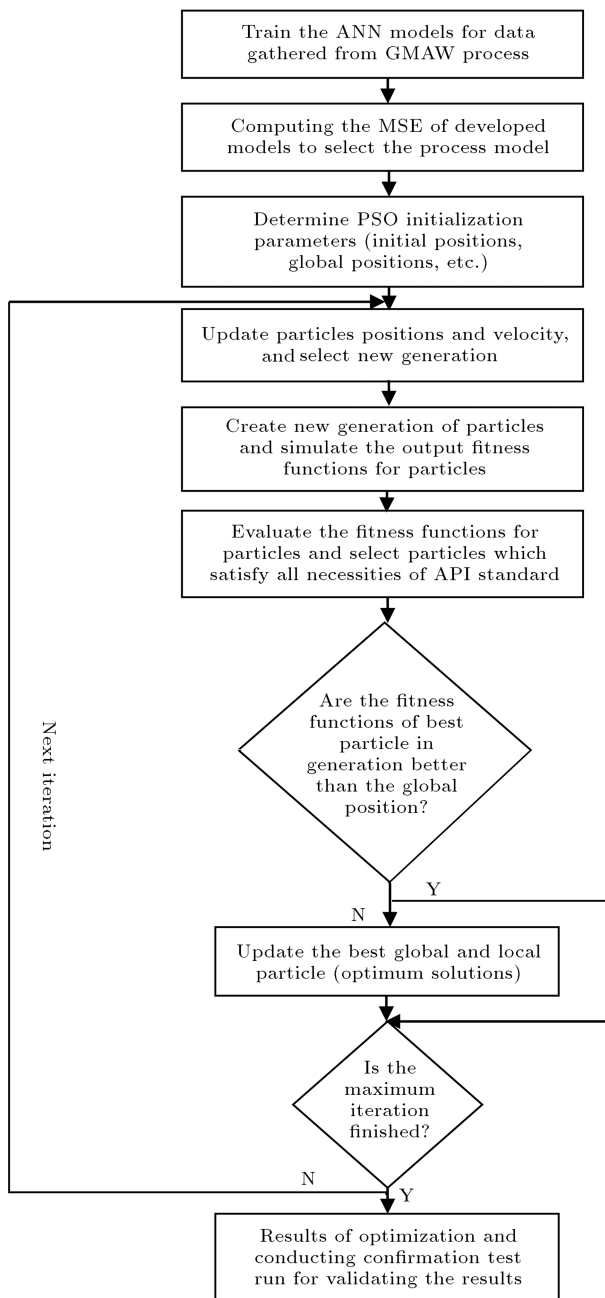 Train the ANN models for data
gathered from GMAW process
Computing the MSE of developed
models to select the process model
Determine PSO initialization
parameters (initial positions,
global positions, etc.)
Update particles positions and velocity,
and select new generation
Create new generation of particles
and simulate the output fitness
functions for particles
Evaluate the fitness functions for
particles and select particles which
satisfy all necessities of API standard
Are the fitness
functions of best
particle in
generation better
than the global
position?
Next iteration
Y
N
Update the best global and local
particle (optimum solutions)
Is the
maximum
iteration
finished?
N
Y
Results of optimization and
conducting confirmation test
run for validating the results